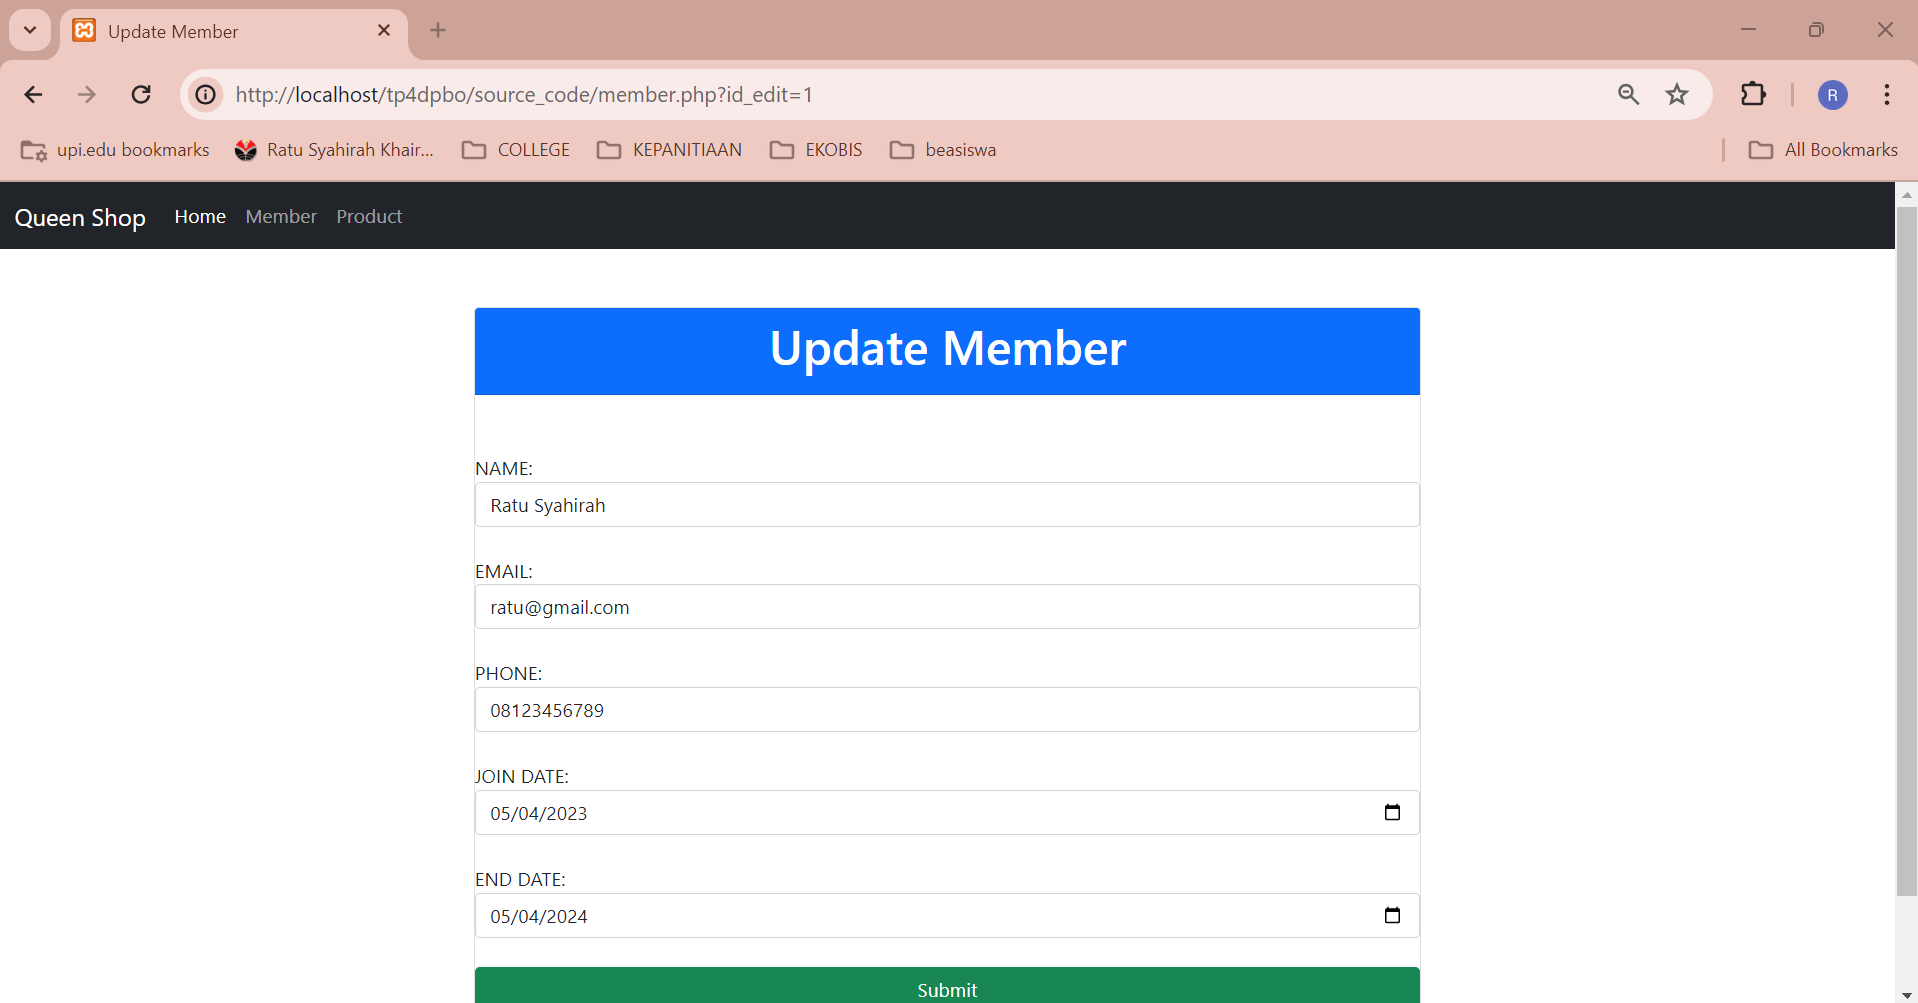 Update Member
http://localhost/tp4dpbo/source_code/member.php?id_edit=1
R
upi.edu bookmarks Ratu Syahirah Khair... COLLEGE KEPANITIAAN EKOBIS beasiswa All Bookmarks
Queen Shop Home Member Product
Update Member
NAME:
Ratu Syahirah
EMAIL:
ratu@gmail.com
PHONE:
08123456789
JOIN DATE:
05/04/2023
END DATE:
05/04/2024
Submit